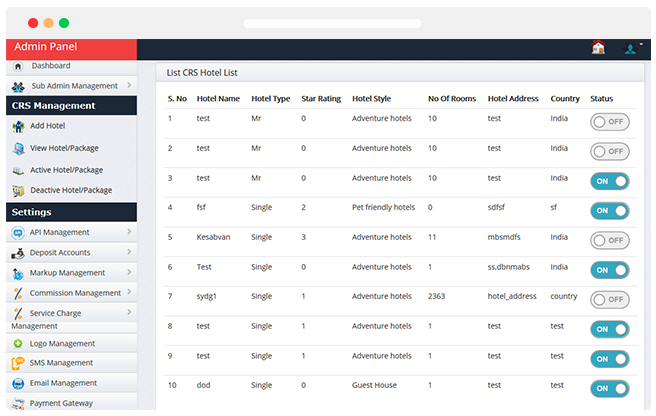 Admin Panel
Dashboard
Sub Admin Management
CRS Management
Add Hotel
View Hotel/Package
Active Hotel/Package
Deactive Hotel/Package
Settings
API Management
Deposit Accounts
Markup Management
Commission Management
Service Charge
Management
Logo Management
SMS Management
Email Management
Payment Gateway
List CRS Hotel List
S. No Hotel Name Hotel Type Star Rating Hotel Style No Of Rooms Hotel Address Country Status
1 test Mr 0 Adventure hotels 10 test India OFF
2 test Mr 0 Adventure hotels 10 test India OFF
3 test Mr 0 Adventure hotels 10 test India ON
4 fsf Single 2 Pet friendly hotels 0 sdfsf sf ON
5 Kesabvan Single 3 Adventure hotels 11 mbsmdfs India OFF
6 Test Single 0 Adventure hotels 1 ss,dbnmabs India ON
7 sydg1 Single 1 Adventure hotels 2363 hotel_address country OFF
8 test Single 1 Adventure hotels 1 test test ON
9 test Single 1 Adventure hotels 1 test test ON
10 dod Single 0 Guest House 1 test test ON